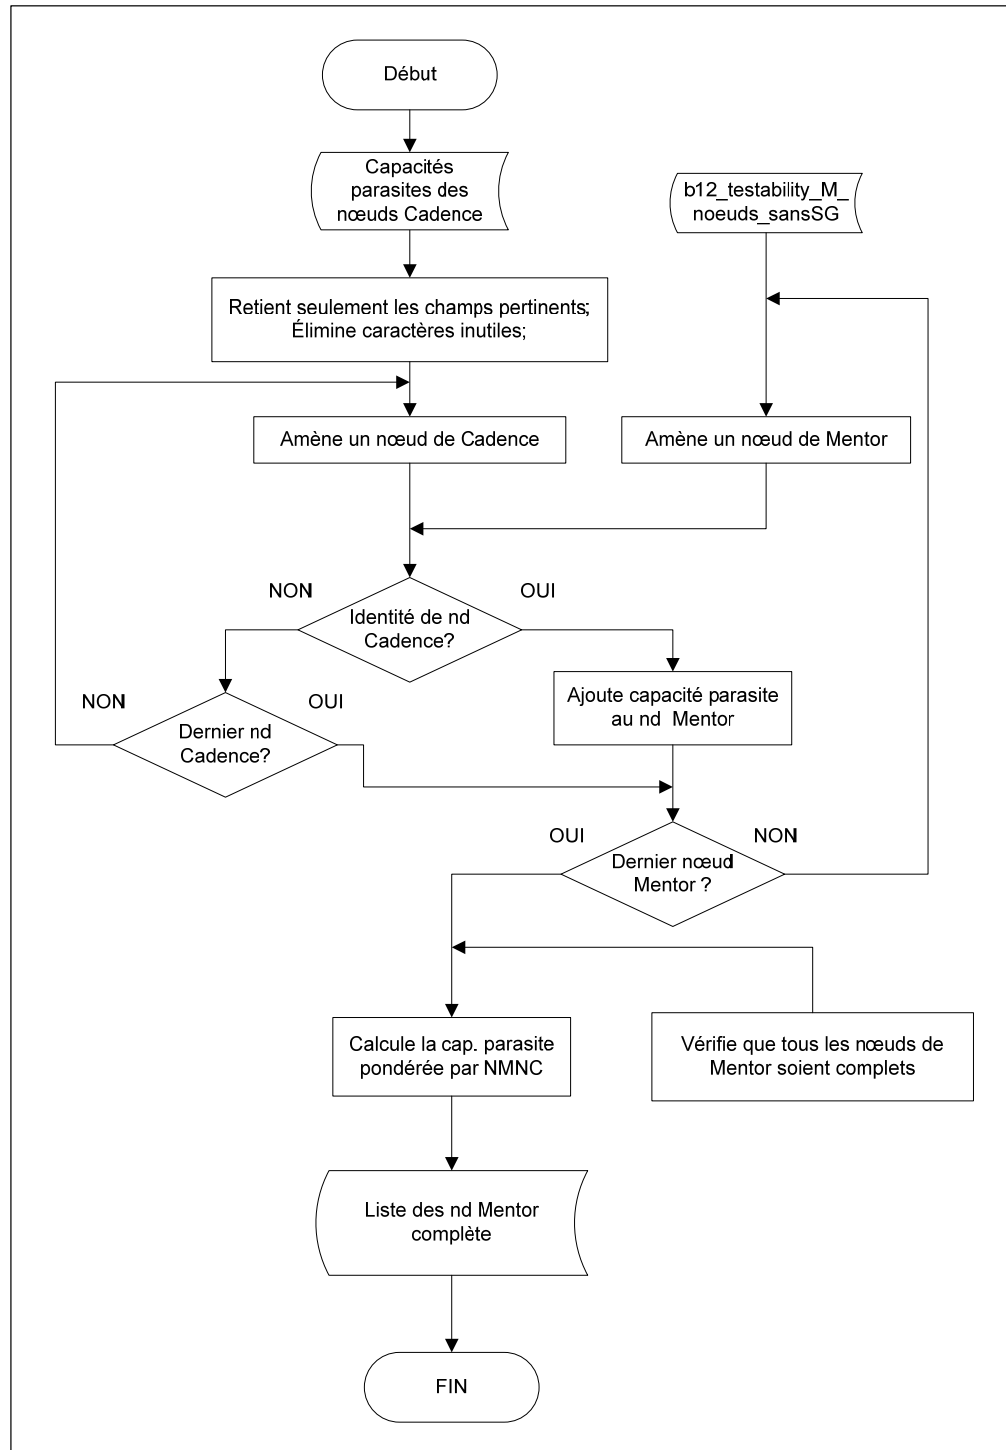 Début
Capacités
parasites des
nœuds Cadence
b12_testability_M_
noeuds_sansSG
Retient seulement les champs pertinents;
Élimine caractères inutiles;
Amène un nœud de Cadence
Amène un nœud de Mentor
NON
OUI
Identité de nd
Cadence?
NON
OUI
Dernier nd
Cadence?
Ajoute capacité parasite
au nd Mentor
OUI
NON
Dernier nœud
Mentor ?
Calcule la cap. parasite
pondérée par NMNC
Vérifie que tous les nœuds de
Mentor soient complets
Liste des nd Mentor
complète
FIN